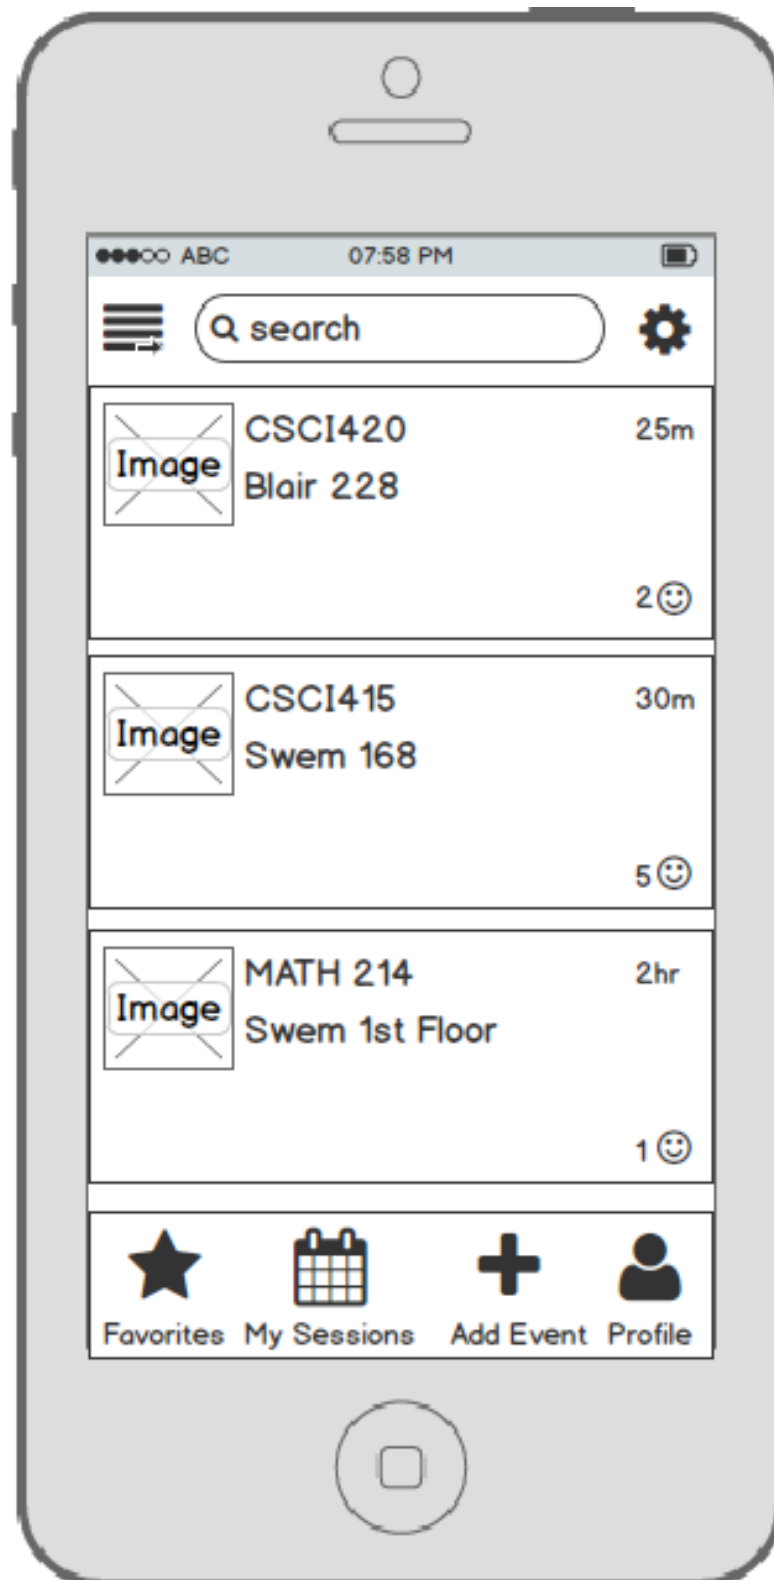 ABC 07:58 PM
search
Image
CSCI420 25m
Blair 228
2
Image
CSCI415 30m
Swem 168
5
Image
MATH 214 2hr
Swem 1st Floor
1
Favorites My Sessions Add Event Profile